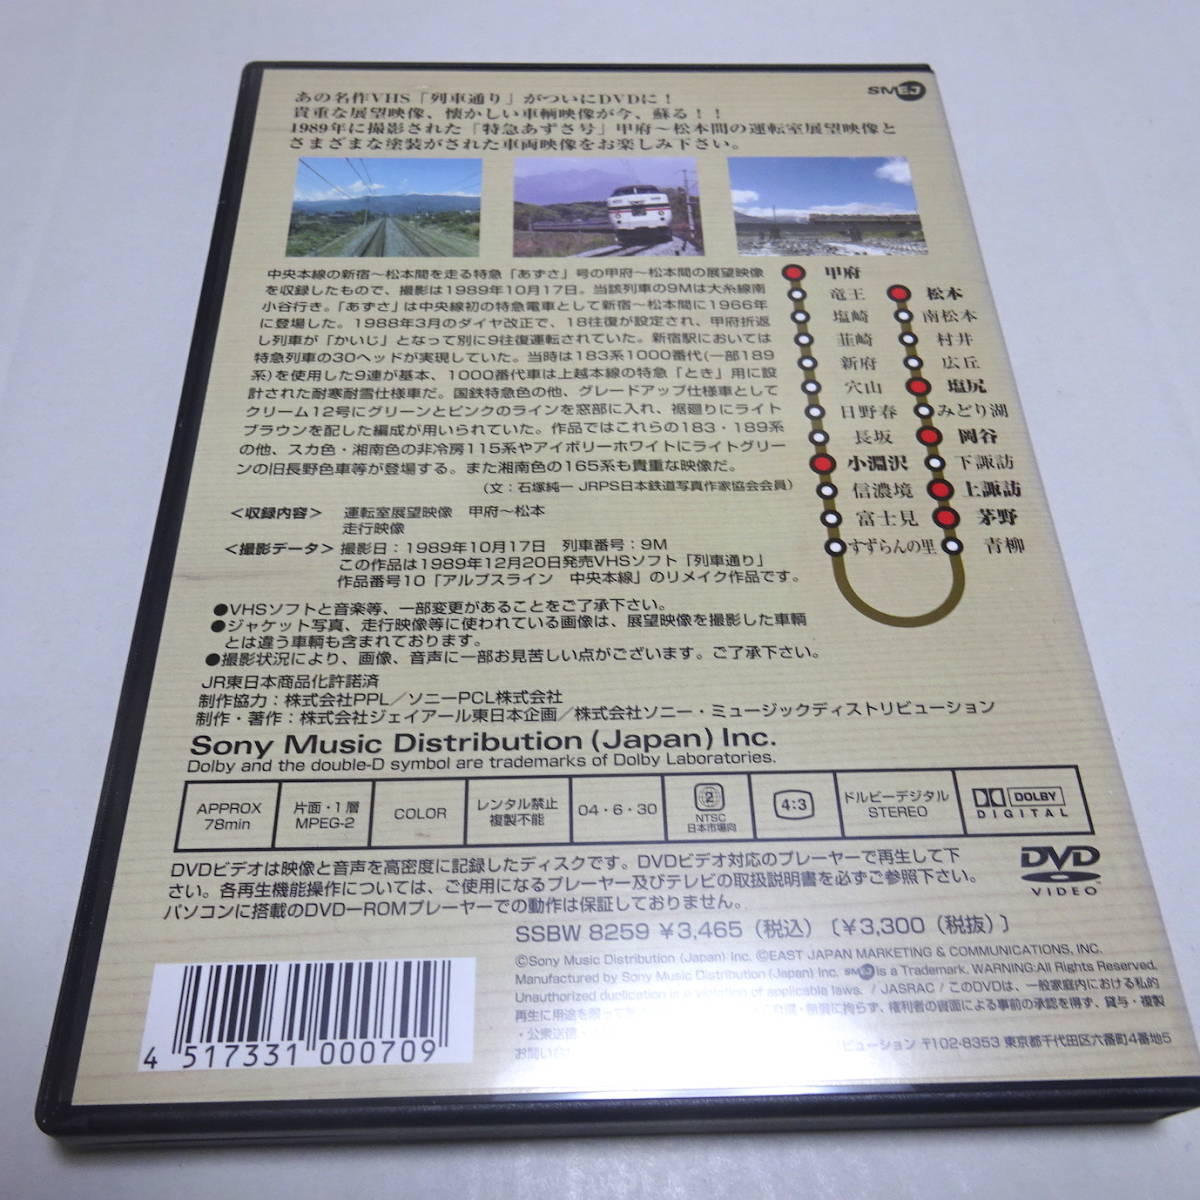 SMEJ
あの名作VHS「列車通り」がついにDVDに！
貴重な展望映像、懐かしい車輌映像が今、蘇る！！
1989年に撮影された「特急あずさ号」甲府～松本間の運転室展望映像と
さまざまな塗装がされた車両映像をお楽しみ下さい。
中央本線の新宿～松本間を走る特急「あずさ」号の甲府～松本間の展望映像
を収録したもので、撮影は1989年10月17日。当該列車の9Mは大糸線南
小谷行き。「あずさ」は中央線初の特急電車として新宿～松本間に1966年
に登場した。1988年3月のダイヤ改正で、18往復が設定され、甲府折返
し列車が「かいじ」となって別に9往復運転されていた。新宿駅においては
特急列車の30ヘッドが実現していた。当時は183系1000番代(一部189
系)を使用した9連が基本、1000番代車は上越本線の特急「とき」用に設
計された耐寒耐雪仕様車だ。国鉄特急色の他、グレードアップ仕様車として
クリーム12号にグリーンとピンクのラインを窓部に入れ、裾廻りにライト
ブラウンを配した編成が用いられていた。作品ではこれらの183・189系
の他、スカ色・湘南色の非冷房115系やアイボリーホワイトにライトグリー
ンの旧長野色車等が登場する。また湘南色の165系も貴重な映像だ。
（文：石塚純一 JRPS日本鉄道写真作家協会会員）
甲府
竜王
塩崎
韮崎
新府
穴山
日野春
長坂
小淵沢
信濃境
富士見
すずらんの里
松本
南松本
村井
広丘
塩尻
みどり湖
岡谷
下諏訪
上諏訪
茅野
青柳
＜収録内容＞ 運転室展望映像 甲府～松本
走行映像
＜撮影データ＞ 撮影日：1989年10月17日 列車番号：9M
この作品は1989年12月20日発売VHSソフト「列車通り」
作品番号10「アルプスライン 中央本線」のリメイク作品です。
●VHSソフトと音楽等、一部変更があることをご了承下さい。
●ジャケット写真、走行映像等に使われている画像は、展望映像を撮影した車輌
とは違う車輌も含まれております。
●撮影状況により、画像、音声に一部お見苦しい点がございます。ご了承下さい。
JR東日本商品化許諾済
制作協力：株式会社PPL／ソニーPCL株式会社
制作・著作：株式会社ジェイアール東日本企画／株式会社ソニー・ミュージックディストリビューション
Sony Music Distribution (Japan) Inc.
Dolby and the double-D symbol are trademarks of Dolby Laboratories.
APPROX
78min
片面・1層
MPEG-2
COLOR
レンタル禁止
複製不能
04・6・30
2
NTSC
日本市場向
4:3
ドルビーデジタル
STEREO
DOLBY
DIGITAL
DVDビデオは映像と音声を高密度に記録したディスクです。DVDビデオ対応のプレーヤーで再生して下
さい。各再生機能操作については、ご使用になるプレーヤー及びテレビの取扱説明書を必ずご参照下さい。
パソコンに搭載のDVD－ROMプレーヤーでの動作は保証しておりません。
DVD
VIDEO
SSBW 8259 ￥3,465（税込）〔￥3,300（税抜）〕
©Sony Music Distribution (Japan) Inc. ©EAST JAPAN MARKETING & COMMUNICATIONS, INC.
Manufactured by Sony Music Distribution (Japan) Inc. SMEJ is a Trademark. WARNING:All Rights Reserved.
Unauthorized duplication is a violation of applicable laws. / JASRAC / このDVDは、一般家庭内における私的
再生に用途を限って 無償に拘らず、権利者の書面による事前の承認を得ず、貸与・複製
・公衆送信・
お問い ビューション 〒102-8353 東京都千代田区六番町4番地5
4 517331 000709